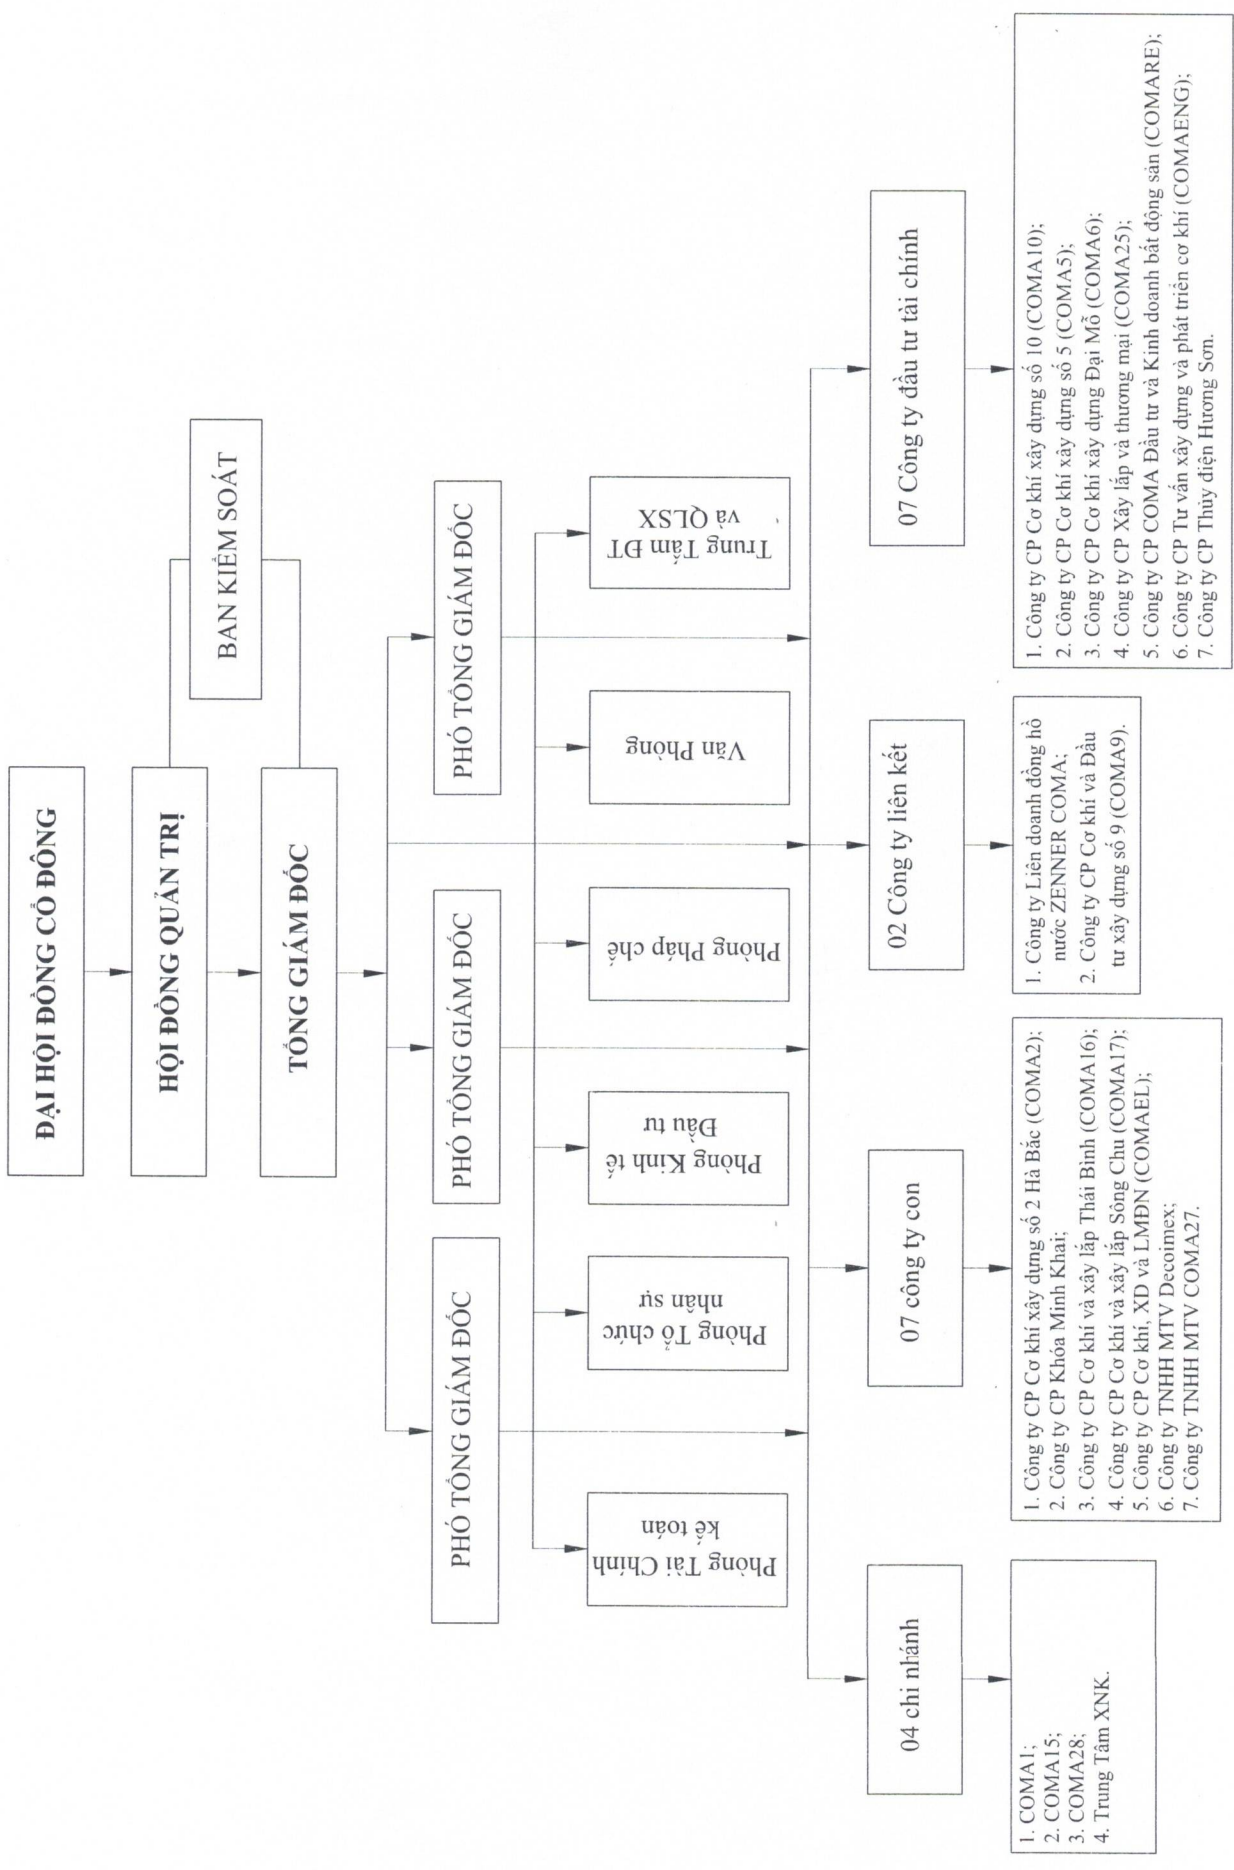 ĐẠI HỘI ĐỒNG CỔ ĐÔNG
HỘI ĐỒNG QUẢN TRỊ
BAN KIỂM SOÁT
TỔNG GIÁM ĐỐC
PHÓ TỔNG GIÁM ĐỐC
PHÓ TỔNG GIÁM ĐỐC
PHÓ TỔNG GIÁM ĐỐC
Phòng Tài Chính
kế toán
Phòng Tổ chức
nhân sự
Phòng Kinh tế
Đầu tư
Phòng Pháp chế
Văn Phòng
Trung Tâm ĐT
và QLSX
04 chi nhánh
07 công ty con
02 Công ty liên kết
07 Công ty đầu tư tài chính
1. COMA1;
2. COMA15;
3. COMA28;
4. Trung Tâm XNK.
1. Công ty CP Cơ khí xây dựng số 2 Hà Bắc (COMA2);
2. Công ty CP Khóa Minh Khai;
3. Công ty CP Cơ khí và xây lắp Thái Bình (COMA16);
4. Công ty CP Cơ khí và xây lắp Sông Chu (COMA17);
5. Công ty CP Cơ khí, XD và LMĐN (COMAEL);
6. Công ty TNHH MTV Decoimex;
7. Công ty TNHH MTV COMA27.
1. Công ty Liên doanh đồng hồ
nước ZENNER COMA;
2. Công ty CP Cơ khí và Đầu
tư xây dựng số 9 (COMA9).
1. Công ty CP Cơ khí xây dựng số 10 (COMA10);
2. Công ty CP Cơ khí xây dựng số 5 (COMA5);
3. Công ty CP Cơ khí xây dựng Đại Mỗ (COMA6);
4. Công ty CP Xây lắp và thương mại (COMA25);
5. Công ty CP COMA Đầu tư và Kinh doanh bất động sản (COMARE);
6. Công ty CP Tư vấn xây dựng và phát triển cơ khí (COMAENG);
7. Công ty CP Thủy điện Hương Sơn.